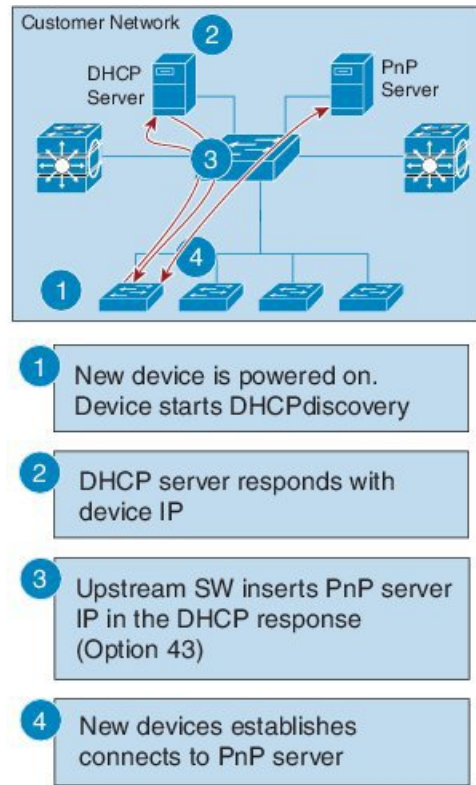 Customer Network
2
DHCP
Server
PnP
Server
3
4
1
1
New device is powered on.
Device starts DHCPdiscovery
2
DHCP server responds with
device IP
3
Upstream SW inserts PnP server
IP in the DHCP response
(Option 43)
4
New devices establishes
connects to PnP server